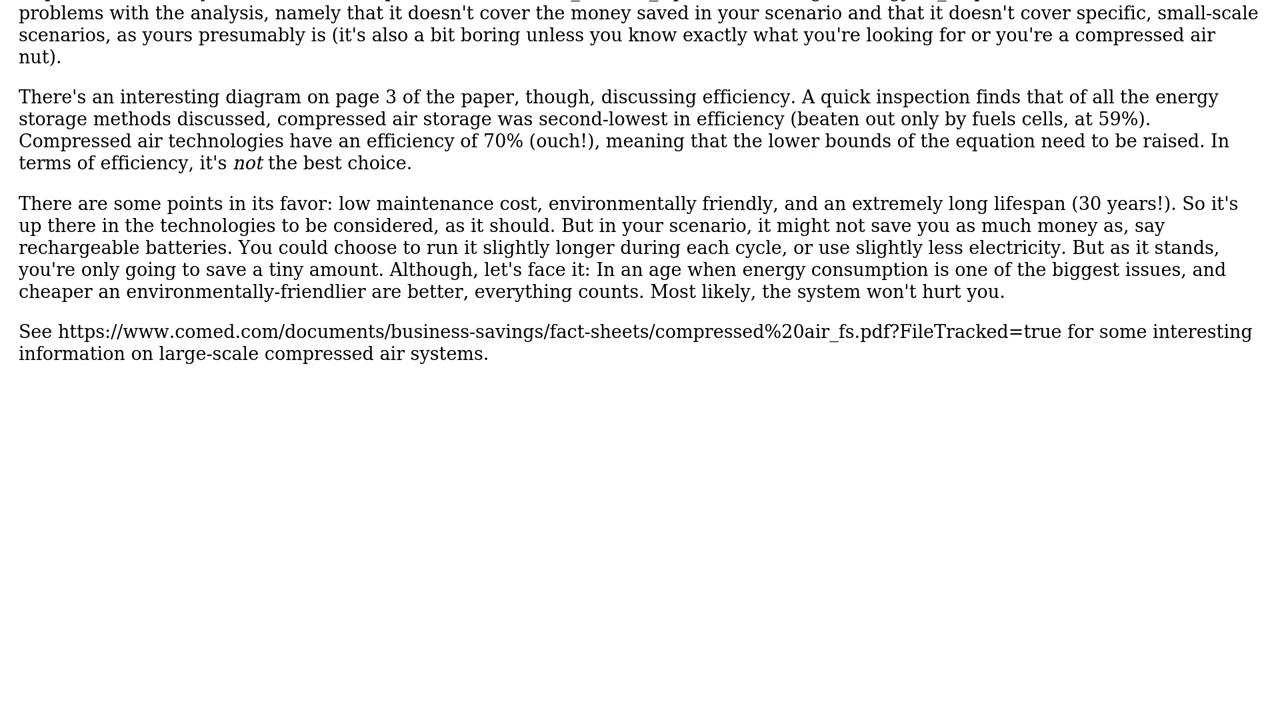 problems with the analysis, namely that it doesn't cover the money saved in your scenario and that it doesn't cover specific, small-scale
scenarios, as yours presumably is (it's also a bit boring unless you know exactly what you're looking for or you're a compressed air
nut).
There's an interesting diagram on page 3 of the paper, though, discussing efficiency. A quick inspection finds that of all the energy
storage methods discussed, compressed air storage was second-lowest in efficiency (beaten out only by fuels cells, at 59%).
Compressed air technologies have an efficiency of 70% (ouch!), meaning that the lower bounds of the equation need to be raised. In
terms of efficiency, it's not the best choice.
There are some points in its favor: low maintenance cost, environmentally friendly, and an extremely long lifespan (30 years!). So it's
up there in the technologies to be considered, as it should. But in your scenario, it might not save you as much money as, say
rechargeable batteries. You could choose to run it slightly longer during each cycle, or use slightly less electricity. But as it stands,
you're only going to save a tiny amount. Although, let's face it: In an age when energy consumption is one of the biggest issues, and
cheaper an environmentally-friendlier are better, everything counts. Most likely, the system won't hurt you.
See https://www.comed.com/documents/business-savings/fact-sheets/compressed%20air_fs.pdf?FileTracked=true for some interesting
information on large-scale compressed air systems.